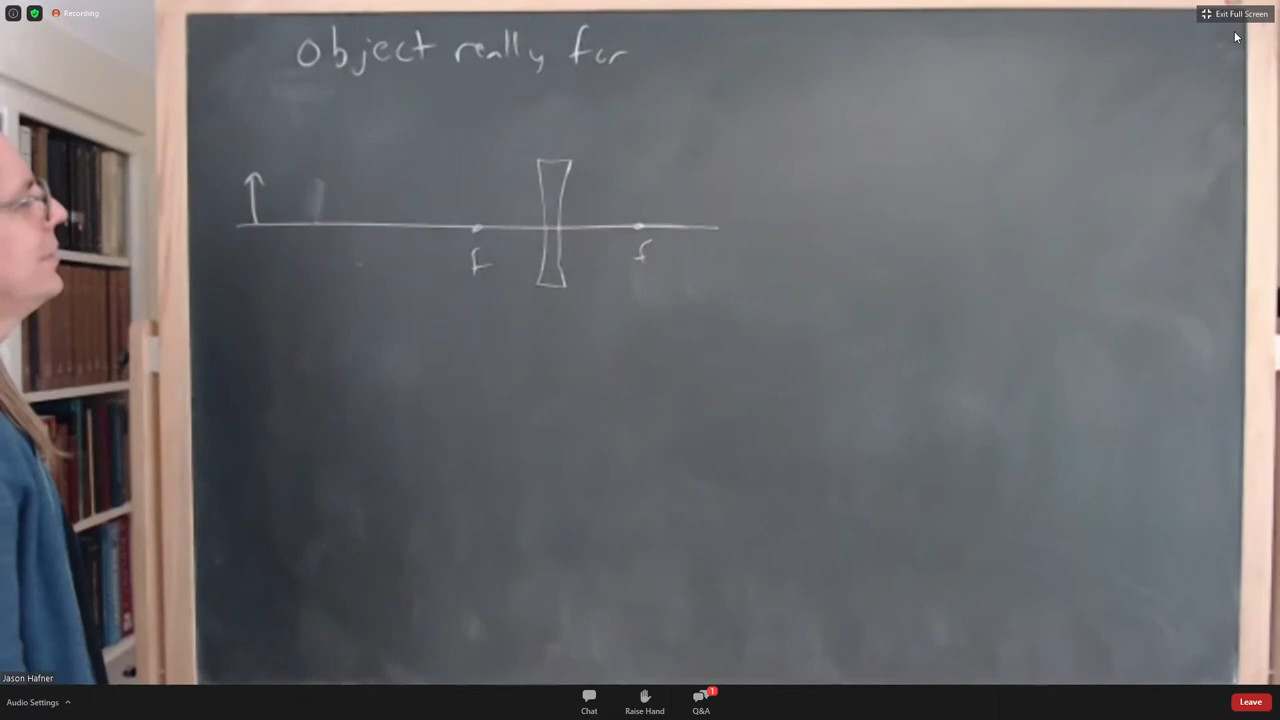 Recording
Exit Full Screen
object really far
f
f
Jason Hafner
Audio Settings
Chat
Raise Hand
Q&A
1
Leave